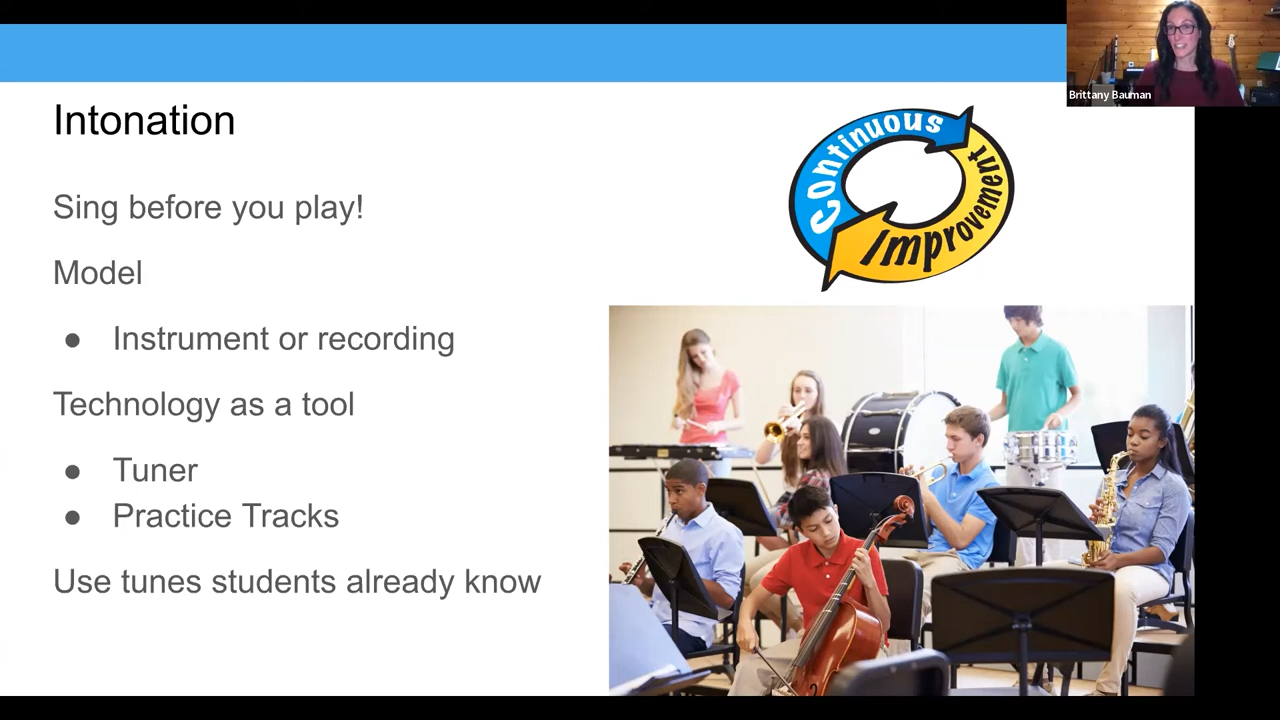 Brittany Bauman
Intonation
Continuous
Improvement
Sing before you play!
Model
● Instrument or recording
Technology as a tool
● Tuner
● Practice Tracks
Use tunes students already know